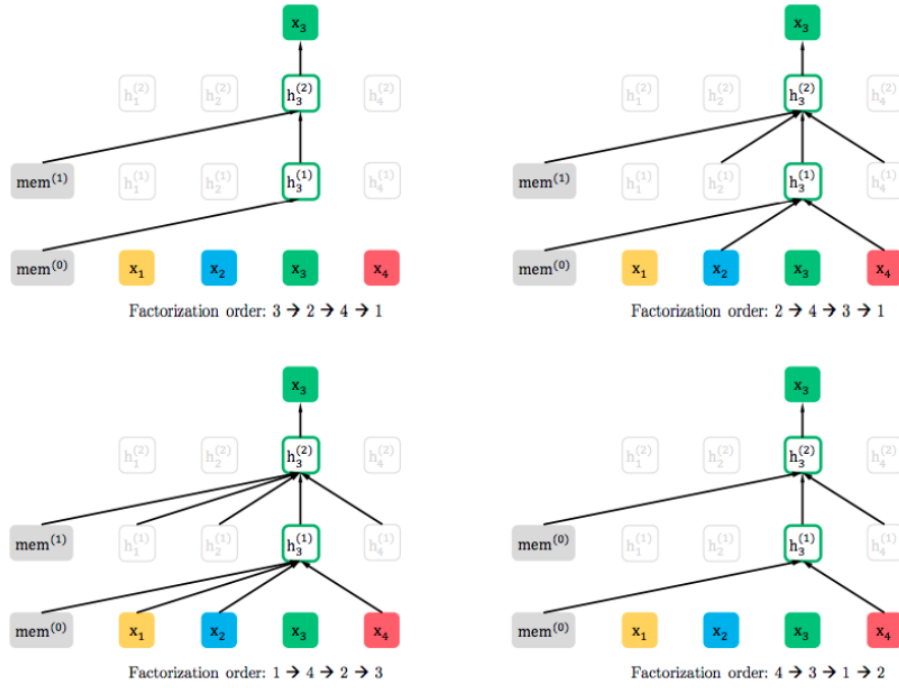 x₃ x₃
h₁⁽²⁾ h₂⁽²⁾ h₃⁽²⁾ h₄⁽²⁾ h₁⁽²⁾ h₂⁽²⁾ h₃⁽²⁾ h₄⁽²⁾
mem⁽¹⁾ h₁⁽¹⁾ h₂⁽¹⁾ h₃⁽¹⁾ h₄⁽¹⁾ mem⁽¹⁾ h₁⁽¹⁾ h₂⁽¹⁾ h₃⁽¹⁾ h₄⁽¹⁾
mem⁽⁰⁾ x₁ x₂ x₃ x₄ mem⁽⁰⁾ x₁ x₂ x₃ x₄
Factorization order: 3 → 2 → 4 → 1 Factorization order: 2 → 4 → 3 → 1
x₃ x₃
h₁⁽²⁾ h₂⁽²⁾ h₃⁽²⁾ h₄⁽²⁾ h₁⁽²⁾ h₂⁽²⁾ h₃⁽²⁾ h₄⁽²⁾
mem⁽¹⁾ h₁⁽¹⁾ h₂⁽¹⁾ h₃⁽¹⁾ h₄⁽¹⁾ mem⁽⁰⁾ h₁⁽¹⁾ h₂⁽¹⁾ h₃⁽¹⁾ h₄⁽¹⁾
mem⁽⁰⁾ x₁ x₂ x₃ x₄ mem⁽⁰⁾ x₁ x₂ x₃ x₄
Factorization order: 1 → 4 → 2 → 3 Factorization order: 4 → 3 → 1 → 2